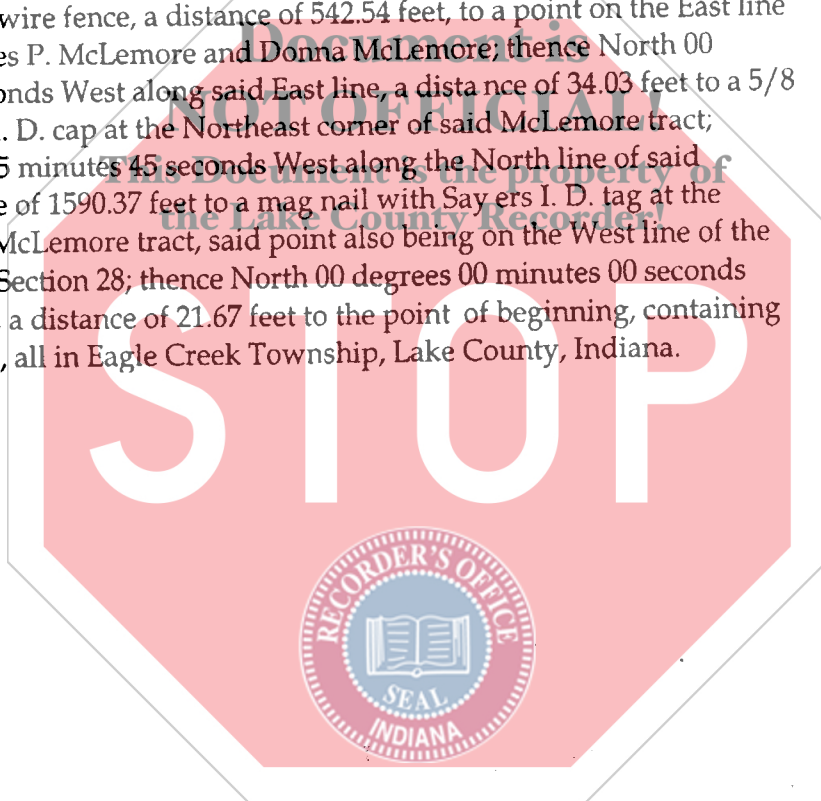 wire fence, a distance of 542.54 feet, to a point on the East line
Document is
es P. McLemore and Donna McLemore; thence North 00
onds West along said East line, a dista nce of 34.03 feet to a 5/8
NOT OFFICIAL!
. D. cap at the Northeast corner of said McLemore tract;
5 minutes 45 seconds West along the North line of said
This Document is the property of
e of 1590.37 feet to a mag nail with Say ers I. D. tag at the
the Lake County Recorder!
McLemore tract, said point also being on the West line of the
Section 28; thence North 00 degrees 00 minutes 00 seconds
a distance of 21.67 feet to the point of beginning, containing
, all in Eagle Creek Township, Lake County, Indiana.
STOP
RECORDER'S OFFICE
SEAL
INDIANA